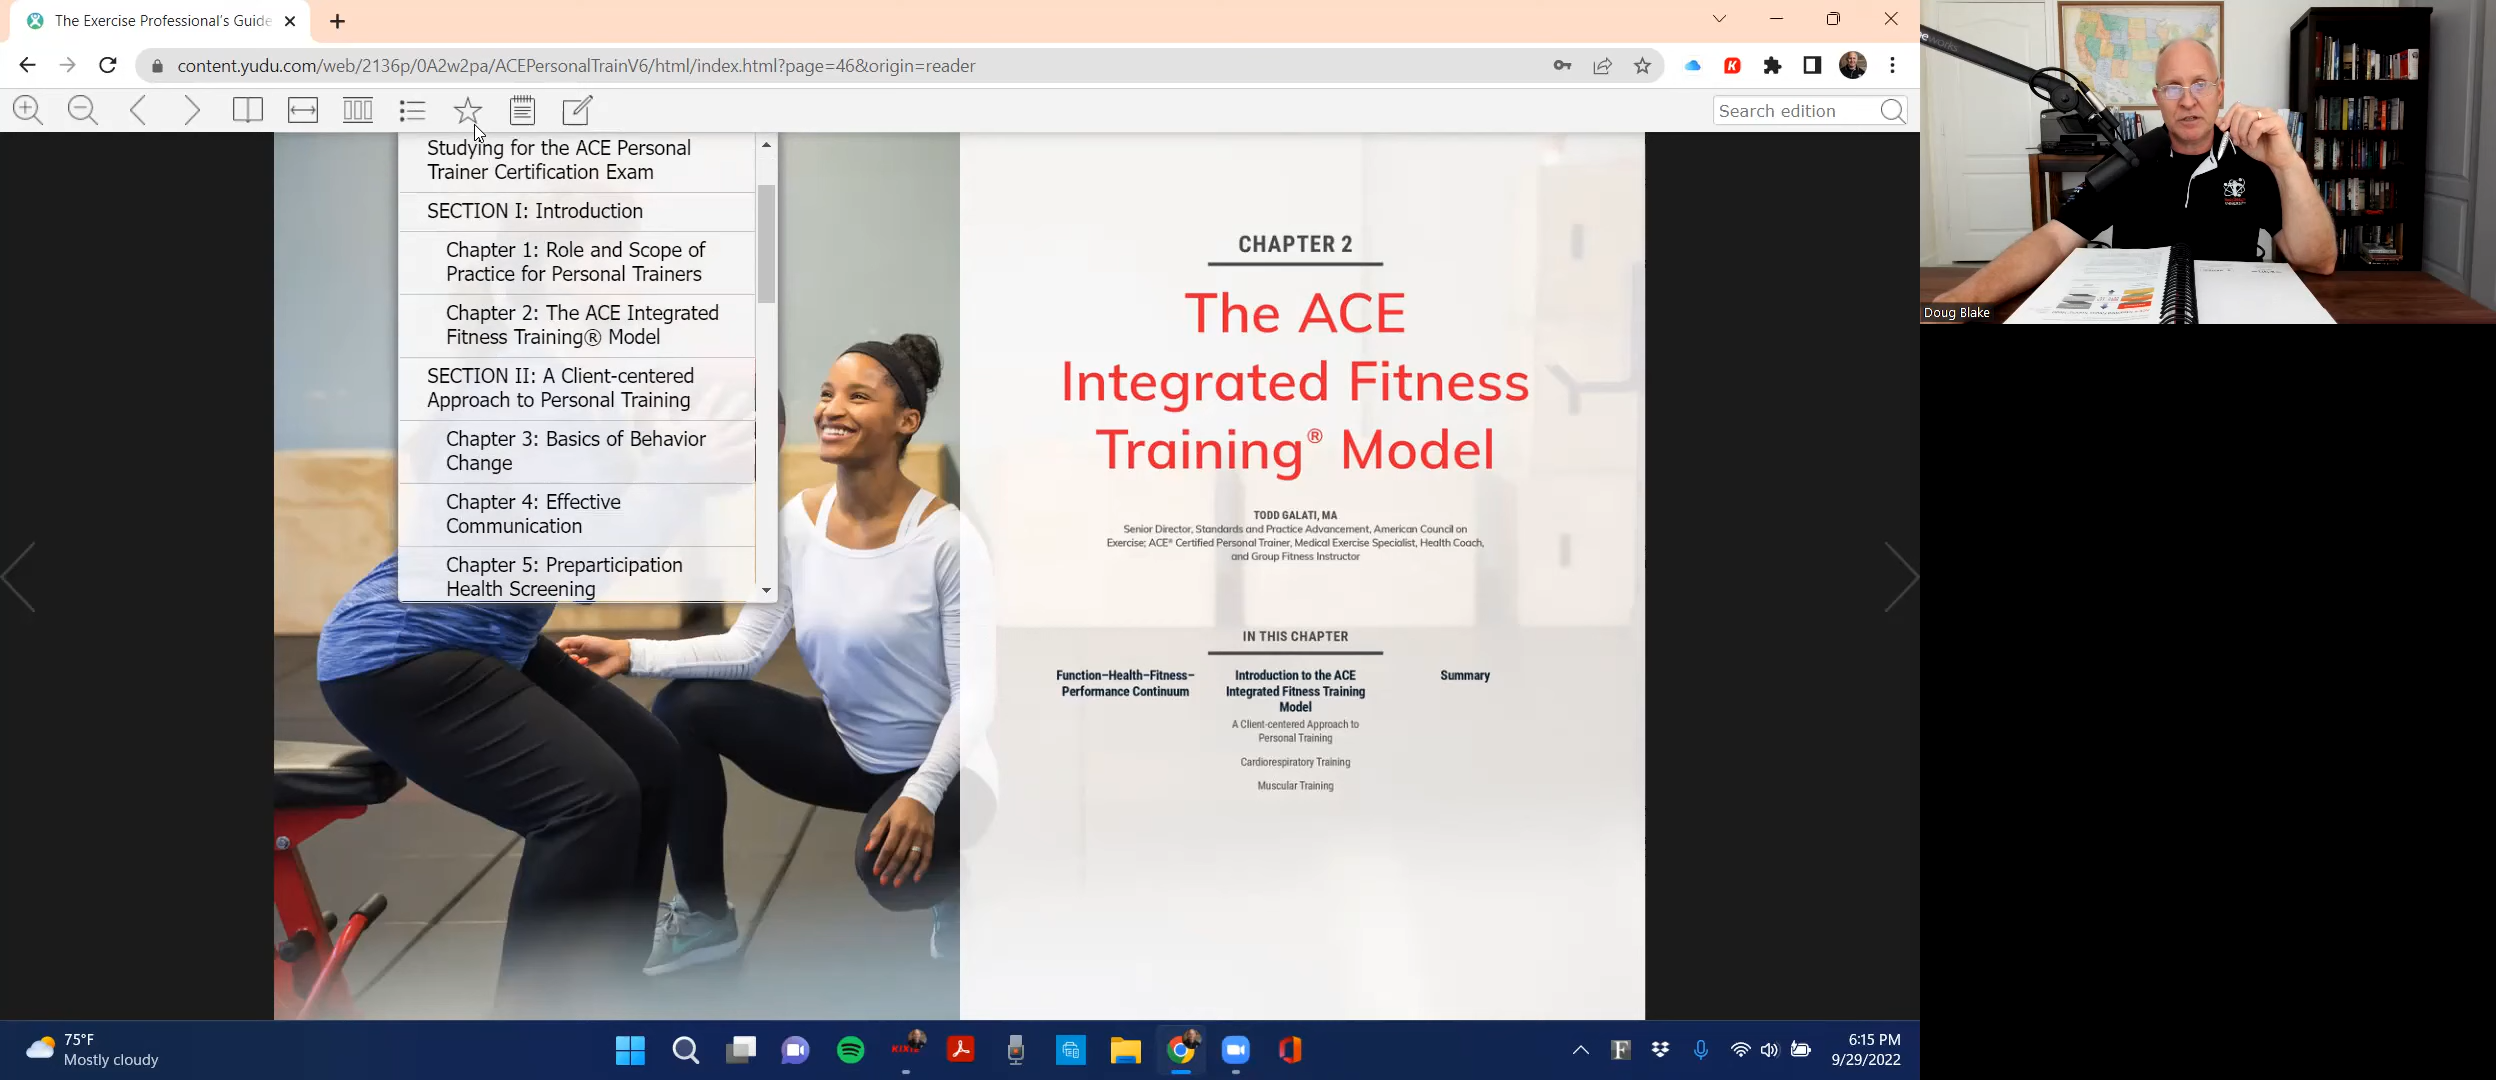 The Exercise Professional's Guide
content.yudu.com/web/2136p/0A2w2pa/ACEPersonalTrainV6/html/index.html?page=46&origin=reader
Search edition
Studying for the ACE Personal
Trainer Certification Exam
SECTION I: Introduction
Chapter 1: Role and Scope of
Practice for Personal Trainers
Chapter 2: The ACE Integrated
Fitness Training® Model
SECTION II: A Client-centered
Approach to Personal Training
Chapter 3: Basics of Behavior
Change
Chapter 4: Effective
Communication
Chapter 5: Preparticipation
Health Screening
CHAPTER 2
The ACE
Integrated Fitness
Training® Model
TODD GALATI, MA
Senior Director, Standards and Practice Advancement, American Council on
Exercise; ACE® Certified Personal Trainer, Medical Exercise Specialist, Health Coach,
and Group Fitness Instructor
IN THIS CHAPTER
Function–Health–Fitness–
Performance Continuum
Introduction to the ACE
Integrated Fitness Training
Model
A Client-centered Approach to
Personal Training
Cardiorespiratory Training
Muscular Training
Summary
Doug Blake
75°F
Mostly cloudy
6:15 PM
9/29/2022